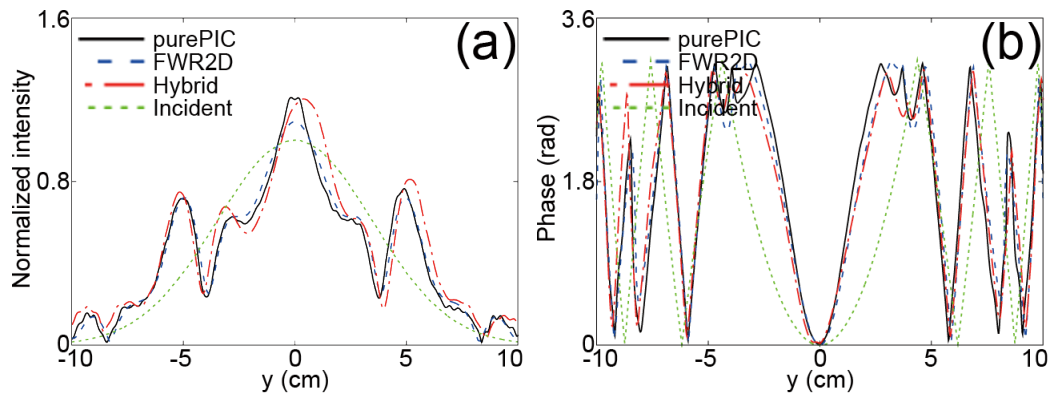 1.6
0.8
0
Normalized intensity
purePIC
FWR2D
Hybrid
Incident
(a)
-10
-5
0
5
10
y (cm)
3.6
1.8
0
Phase (rad)
purePIC
FWR2D
Hybrid
Incident
(b)
-10
-5
0
5
10
y (cm)